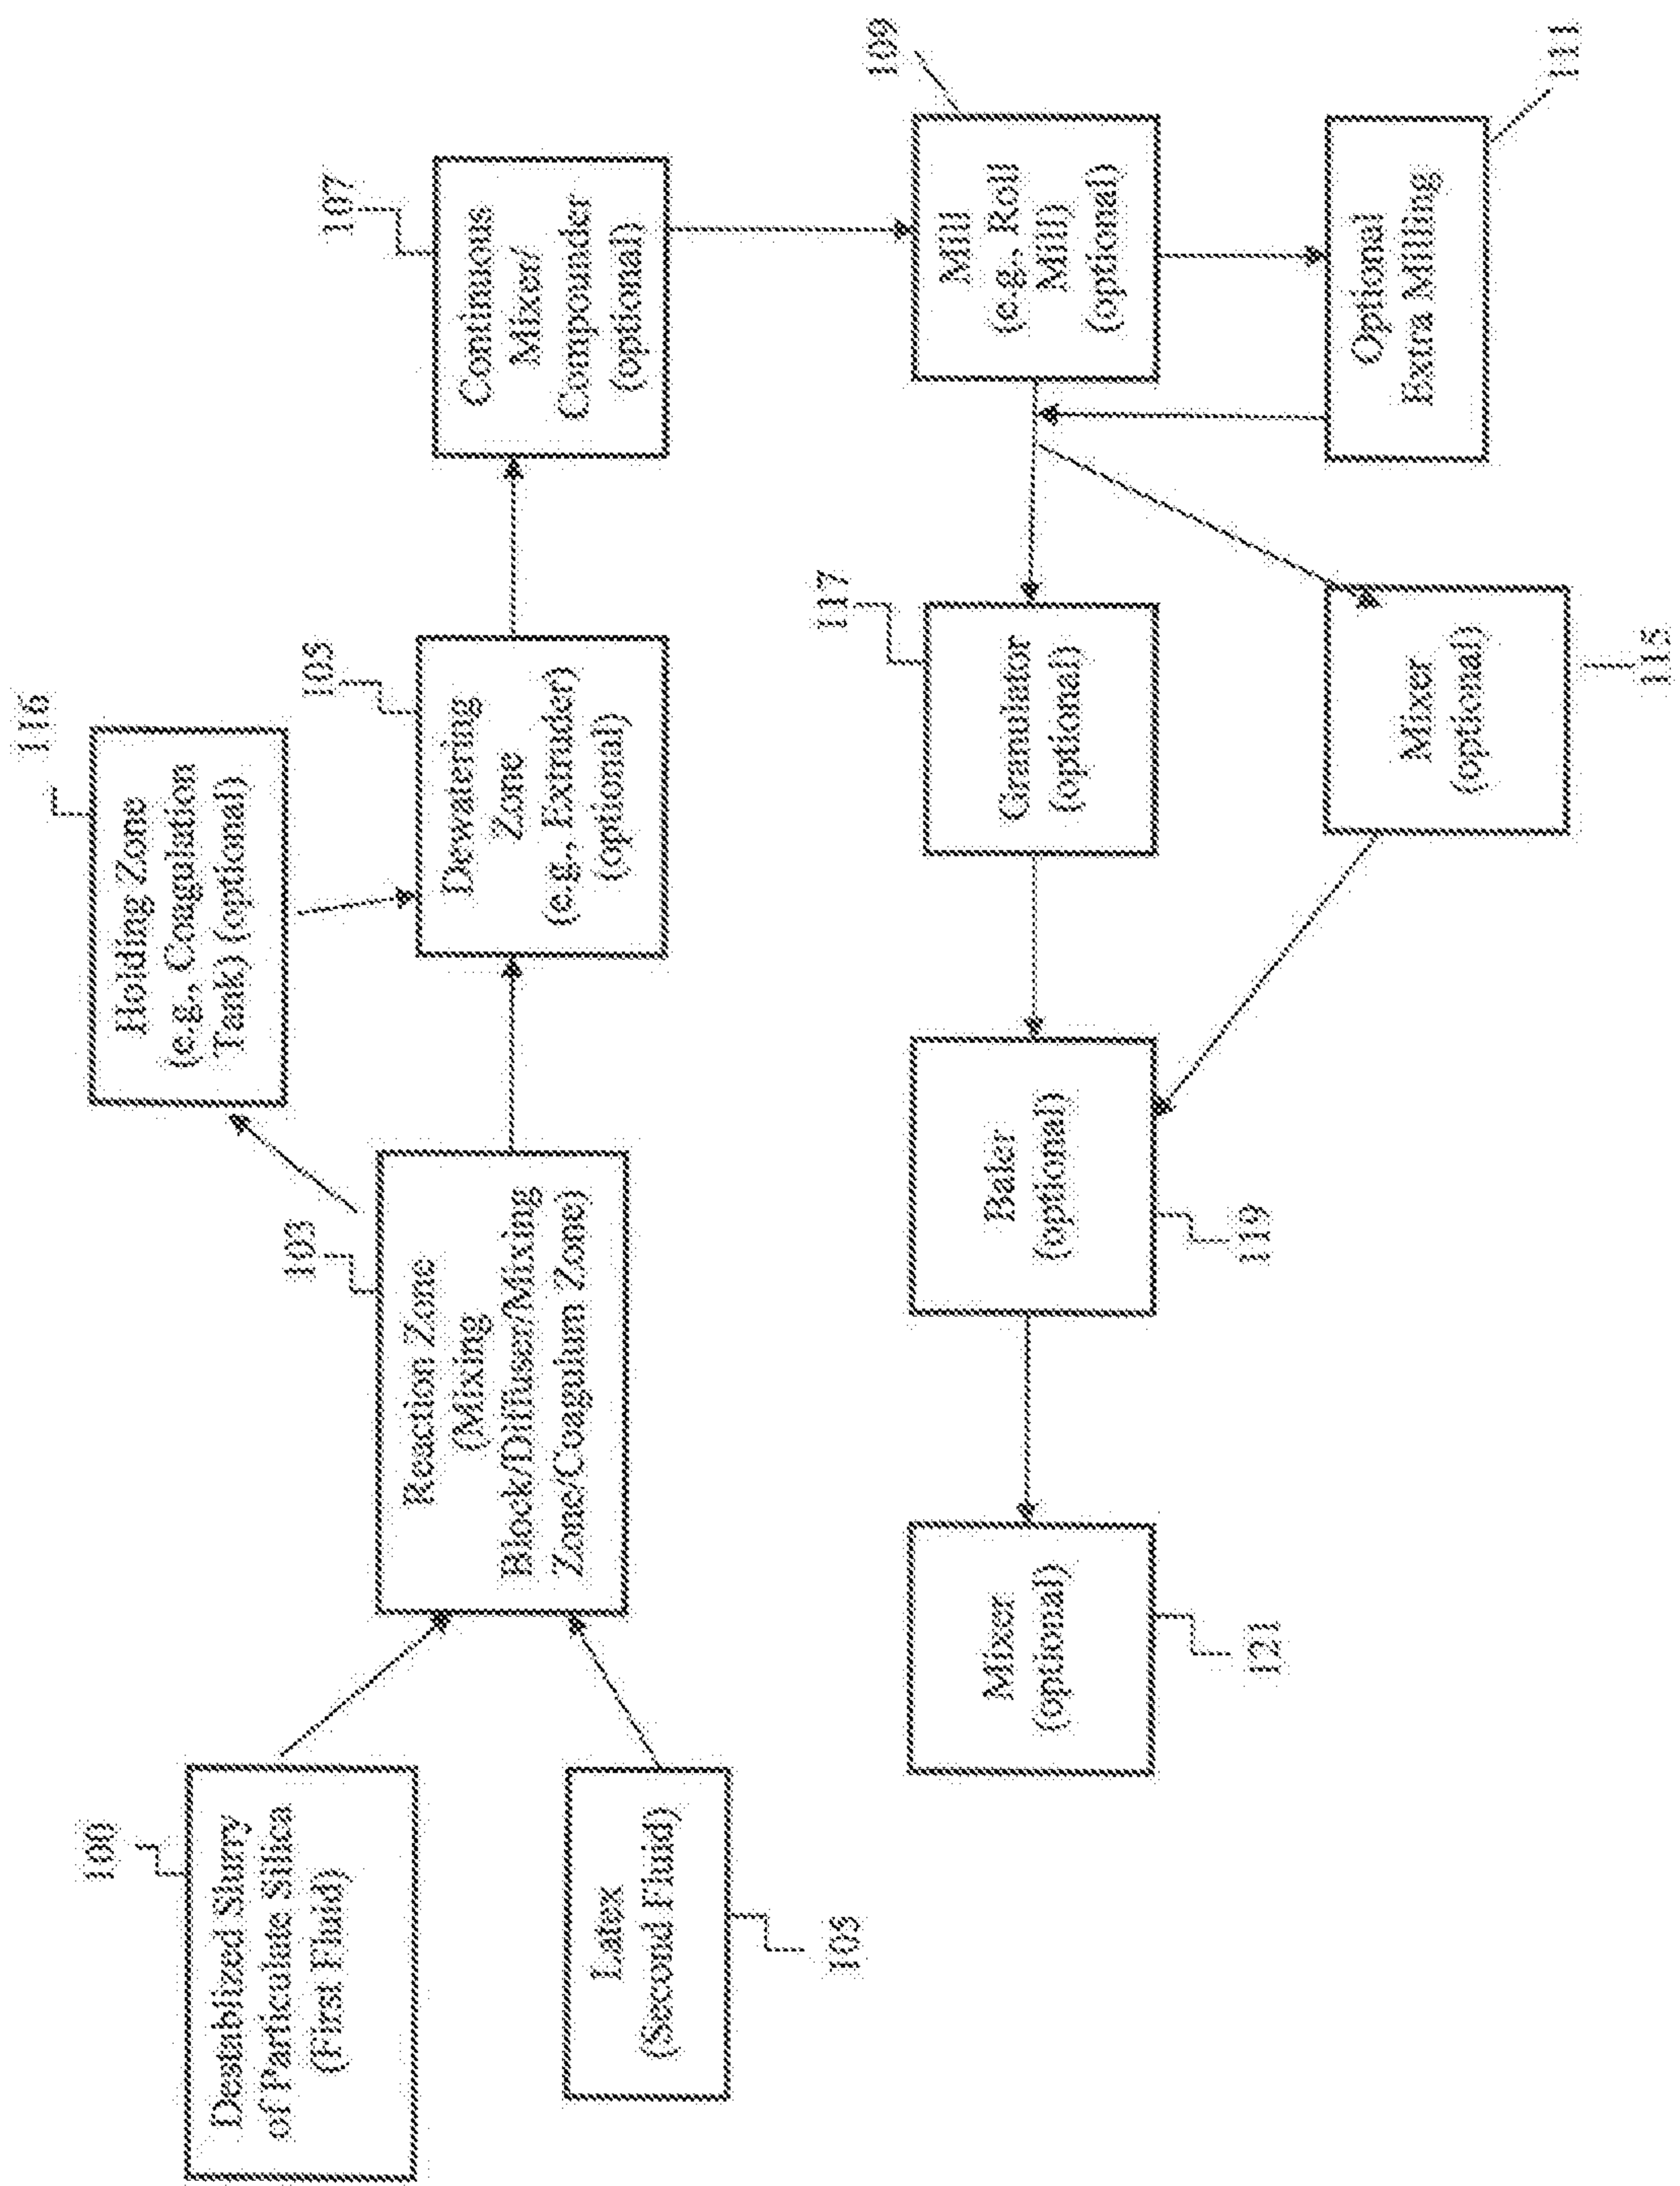 100
Destablized Slurry
of Particulate Silica
(First Fluid)
Latex
(Second Fluid)
105
103
Reaction Zone
(Mixing
Block/Diffuser/Mixing
Zone/Coagulum Zone)
116
Holding Zone
(e.g., Coagulation
Tank) (optional)
105
Dewatering
Zone
(e.g., Extruder)
(optional)
107
Continuous
Mixer/
Compounder
(optional)
109
Mill
(e.g., Roll
Mill)
(optional)
111
Optional
Extra Milling
117
Granulator
(optional)
Mixer
(optional)
115
Baler
(optional)
119
Mixer
(optional)
121